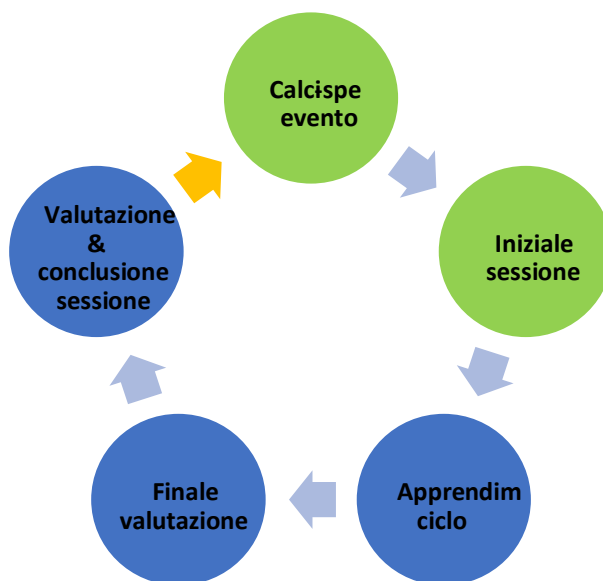 Calcispe
evento
Iniziale
sessione
Apprendim
ciclo
Finale
valutazione
Valutazione
&
conclusione
sessione